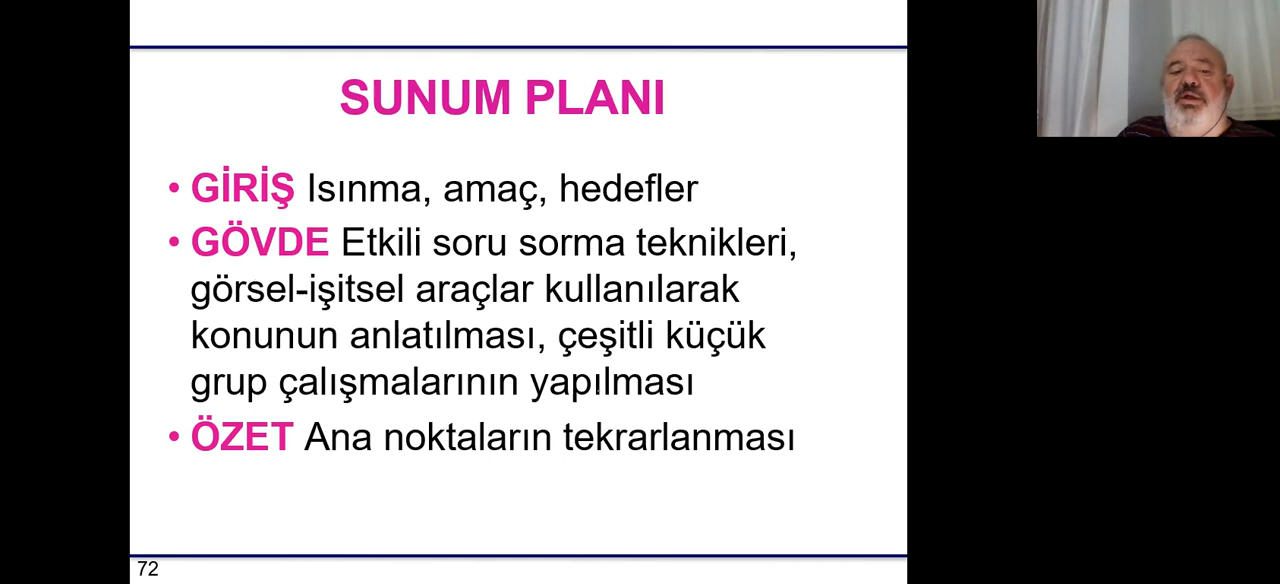 SUNUM PLANI
• GİRİŞ Isınma, amaç, hedefler
• GÖVDE Etkili soru sorma teknikleri,
görsel-işitsel araçlar kullanılarak
konunun anlatılması, çeşitli küçük
grup çalışmalarının yapılması
• ÖZET Ana noktaların tekrarlanması
72